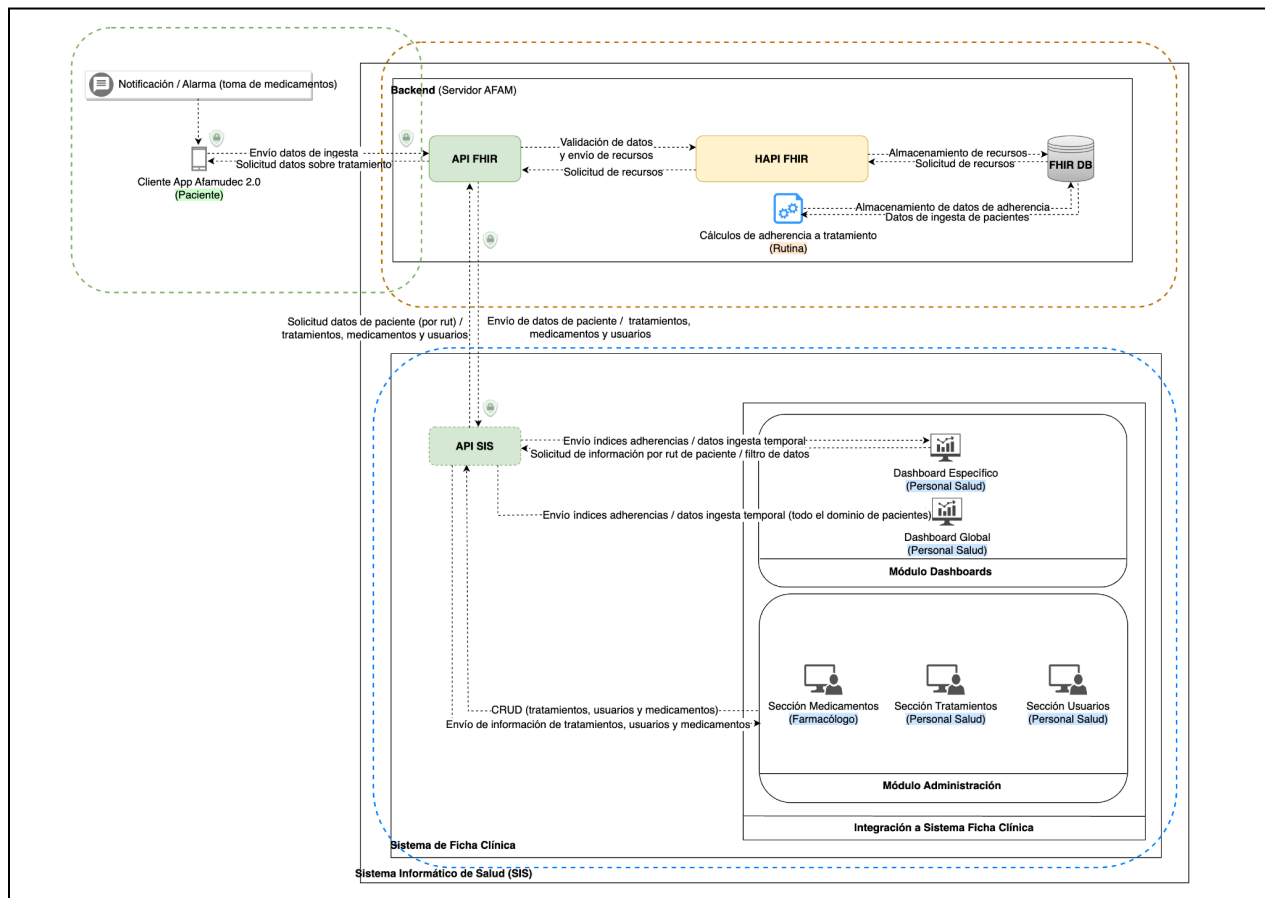 Notificación / Alarma (toma de medicamentos)
Backend (Servidor AFAM)
Envío datos de ingesta
Solicitud datos sobre tratamiento
Cliente App Afamudec 2.0
(Paciente)
API FHIR
Validación de datos
y envío de recursos
Solicitud de recursos
HAPI FHIR
Almacenamiento de recursos
Solicitud de recursos
FHIR DB
Almacenamiento de datos de adherencia
Datos de ingesta de pacientes
Cálculos de adherencia a tratamiento
(Rutina)
Solicitud datos de paciente (por rut) /
tratamientos, medicamentos y usuarios
Envío de datos de paciente / tratamientos,
medicamentos y usuarios
API SIS
Envío índices adherencias / datos ingesta temporal
Solicitud de información por rut de paciente / filtro de datos
Dashboard Específico
(Personal Salud)
Envío índices adherencias / datos ingesta temporal (todo el dominio de pacientes)
Dashboard Global
(Personal Salud)
Módulo Dashboards
CRUD (tratamientos, usuarios y medicamentos)
Envío de información de tratamientos, usuarios y medicamentos
Sección Medicamentos
(Farmacólogo)
Sección Tratamientos
(Personal Salud)
Sección Usuarios
(Personal Salud)
Módulo Administración
Integración a Sistema Ficha Clínica
Sistema de Ficha Clínica
Sistema Informático de Salud (SIS)